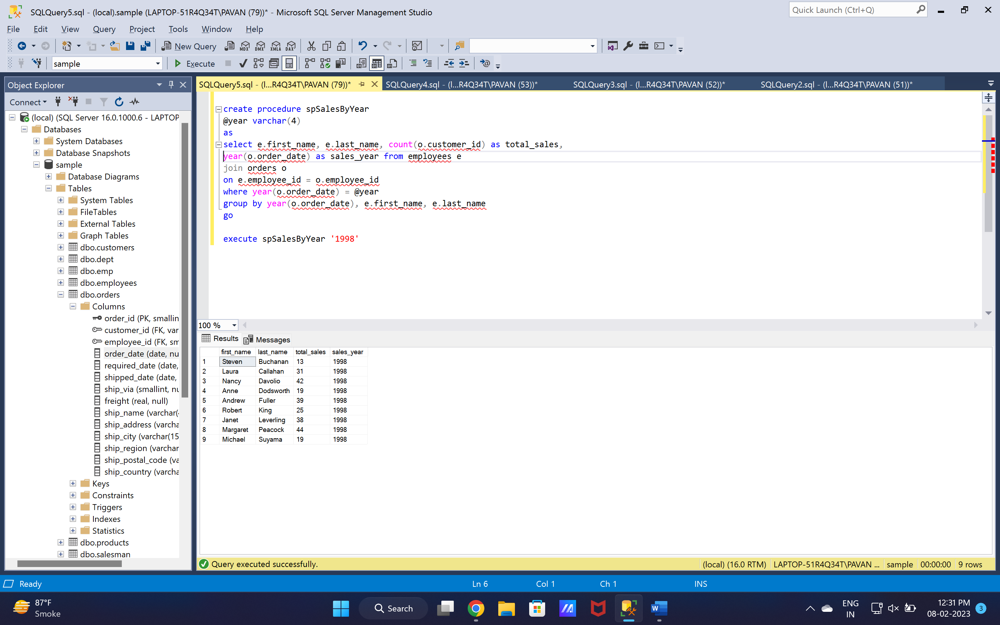 SQLQuery5.sql - (local).sample (LAPTOP-51R4Q34T\PAVAN (79))* - Microsoft SQL Server Management Studio
Quick Launch (Ctrl+Q)
File Edit View Query Project Tools Window Help
New Query MDX DMX XMLA DAX
sample Execute
Object Explorer
Connect
(local) (SQL Server 16.0.1000.6 - LAPTOP
Databases
System Databases
Database Snapshots
sample
Database Diagrams
Tables
System Tables
FileTables
External Tables
Graph Tables
dbo.customers
dbo.dept
dbo.emp
dbo.employees
dbo.orders
Columns
order_id (PK, smallin
customer_id (FK, var
employee_id (FK, sm
order_date (date, nu
required_date (date,
shipped_date (date,
ship_via (smallint, nu
freight (real, null)
ship_name (varchar(
ship_address (varcha
ship_city (varchar(15
ship_region (varchar
ship_postal_code (va
ship_country (varcha
Keys
Constraints
Triggers
Indexes
Statistics
dbo.products
dbo.salesman
SQLQuery5.sql - (l...R4Q34T\PAVAN (79))* SQLQuery4.sql - (l...R4Q34T\PAVAN (53))* SQLQuery3.sql - (l...R4Q34T\PAVAN (52))* SQLQuery2.sql - (l...R4Q34T\PAVAN (51))*
create procedure spSalesByYear
@year varchar(4)
as
select e.first_name, e.last_name, count(o.customer_id) as total_sales,
year(o.order_date) as sales_year from employees e
join orders o
on e.employee_id = o.employee_id
where year(o.order_date) = @year
group by year(o.order_date), e.first_name, e.last_name
go
execute spSalesByYear '1998'
100 %
Results Messages
first_name last_name total_sales sales_year
1 Steven Buchanan 13 1998
2 Laura Callahan 31 1998
3 Nancy Davolio 42 1998
4 Anne Dodsworth 19 1998
5 Andrew Fuller 39 1998
6 Robert King 25 1998
7 Janet Leverling 38 1998
8 Margaret Peacock 44 1998
9 Michael Suyama 19 1998
Query executed successfully. (local) (16.0 RTM) LAPTOP-51R4Q34T\PAVAN ... sample 00:00:00 9 rows
Ready Ln 6 Col 1 Ch 1 INS
87°F
Smoke
Search
W
ENG
IN
12:31 PM
08-02-2023
3